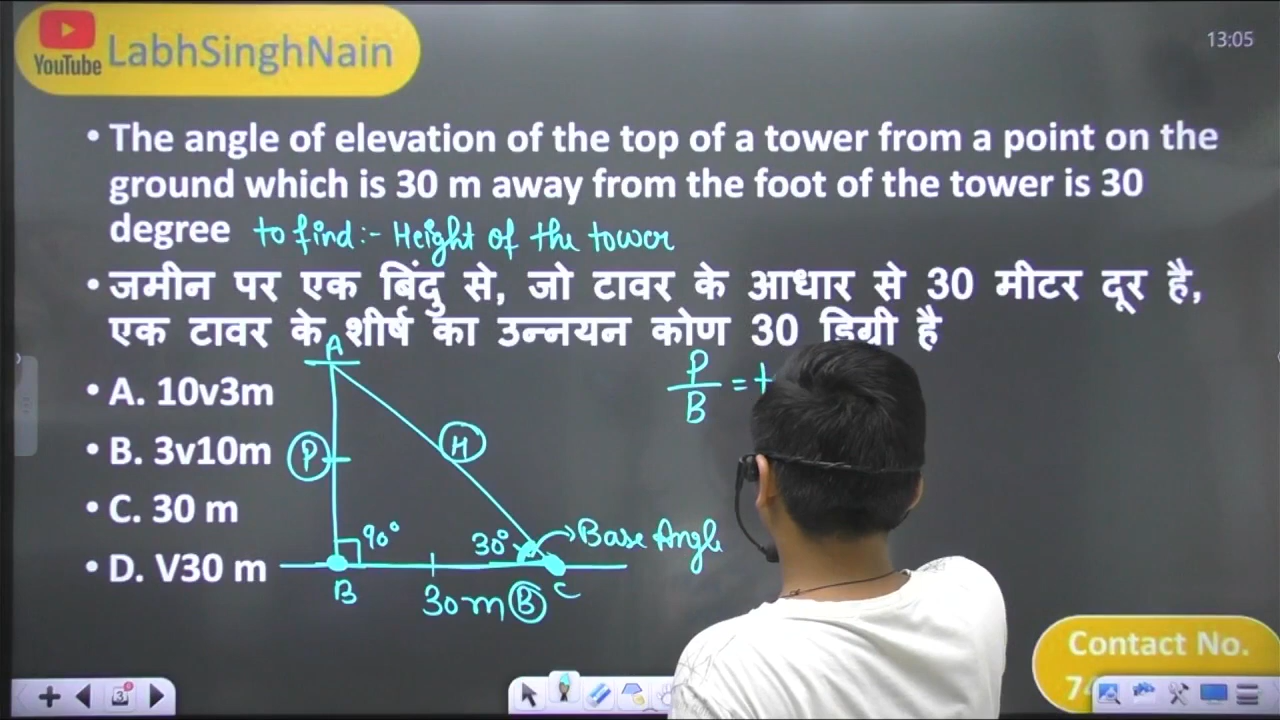 YouTube LabhSinghNain
13:05
• The angle of elevation of the top of a tower from a point on the
ground which is 30 m away from the foot of the tower is 30
degree to find:- Height of the tower
• जमीन पर एक बिंदु से, जो टावर के आधार से 30 मीटर दूर है,
एक टावर के शीर्ष का उन्नयन कोण 30 डिग्री है
A
P
B = t
• A. 10v3m
H
• B. 3v10m
P
• C. 30 m
90° 30° Base Angle
• D. V30 m
B 30m B C
Contact No.
74
3